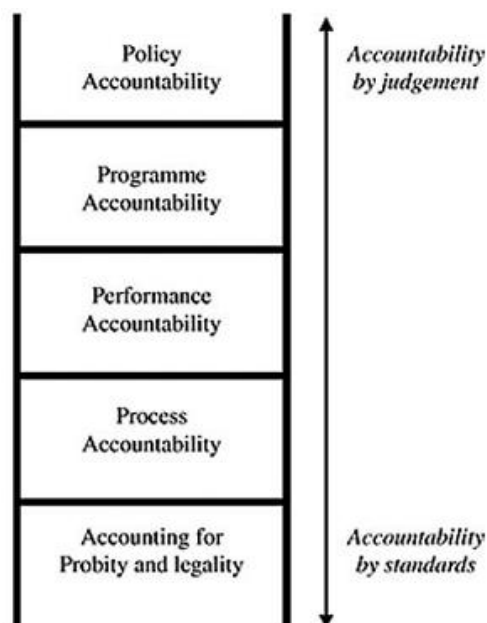 Policy
Accountability
Accountability
by judgement
Programme
Accountability
Performance
Accountability
Process
Accountability
Accounting for
Probity and legality
Accountability
by standards